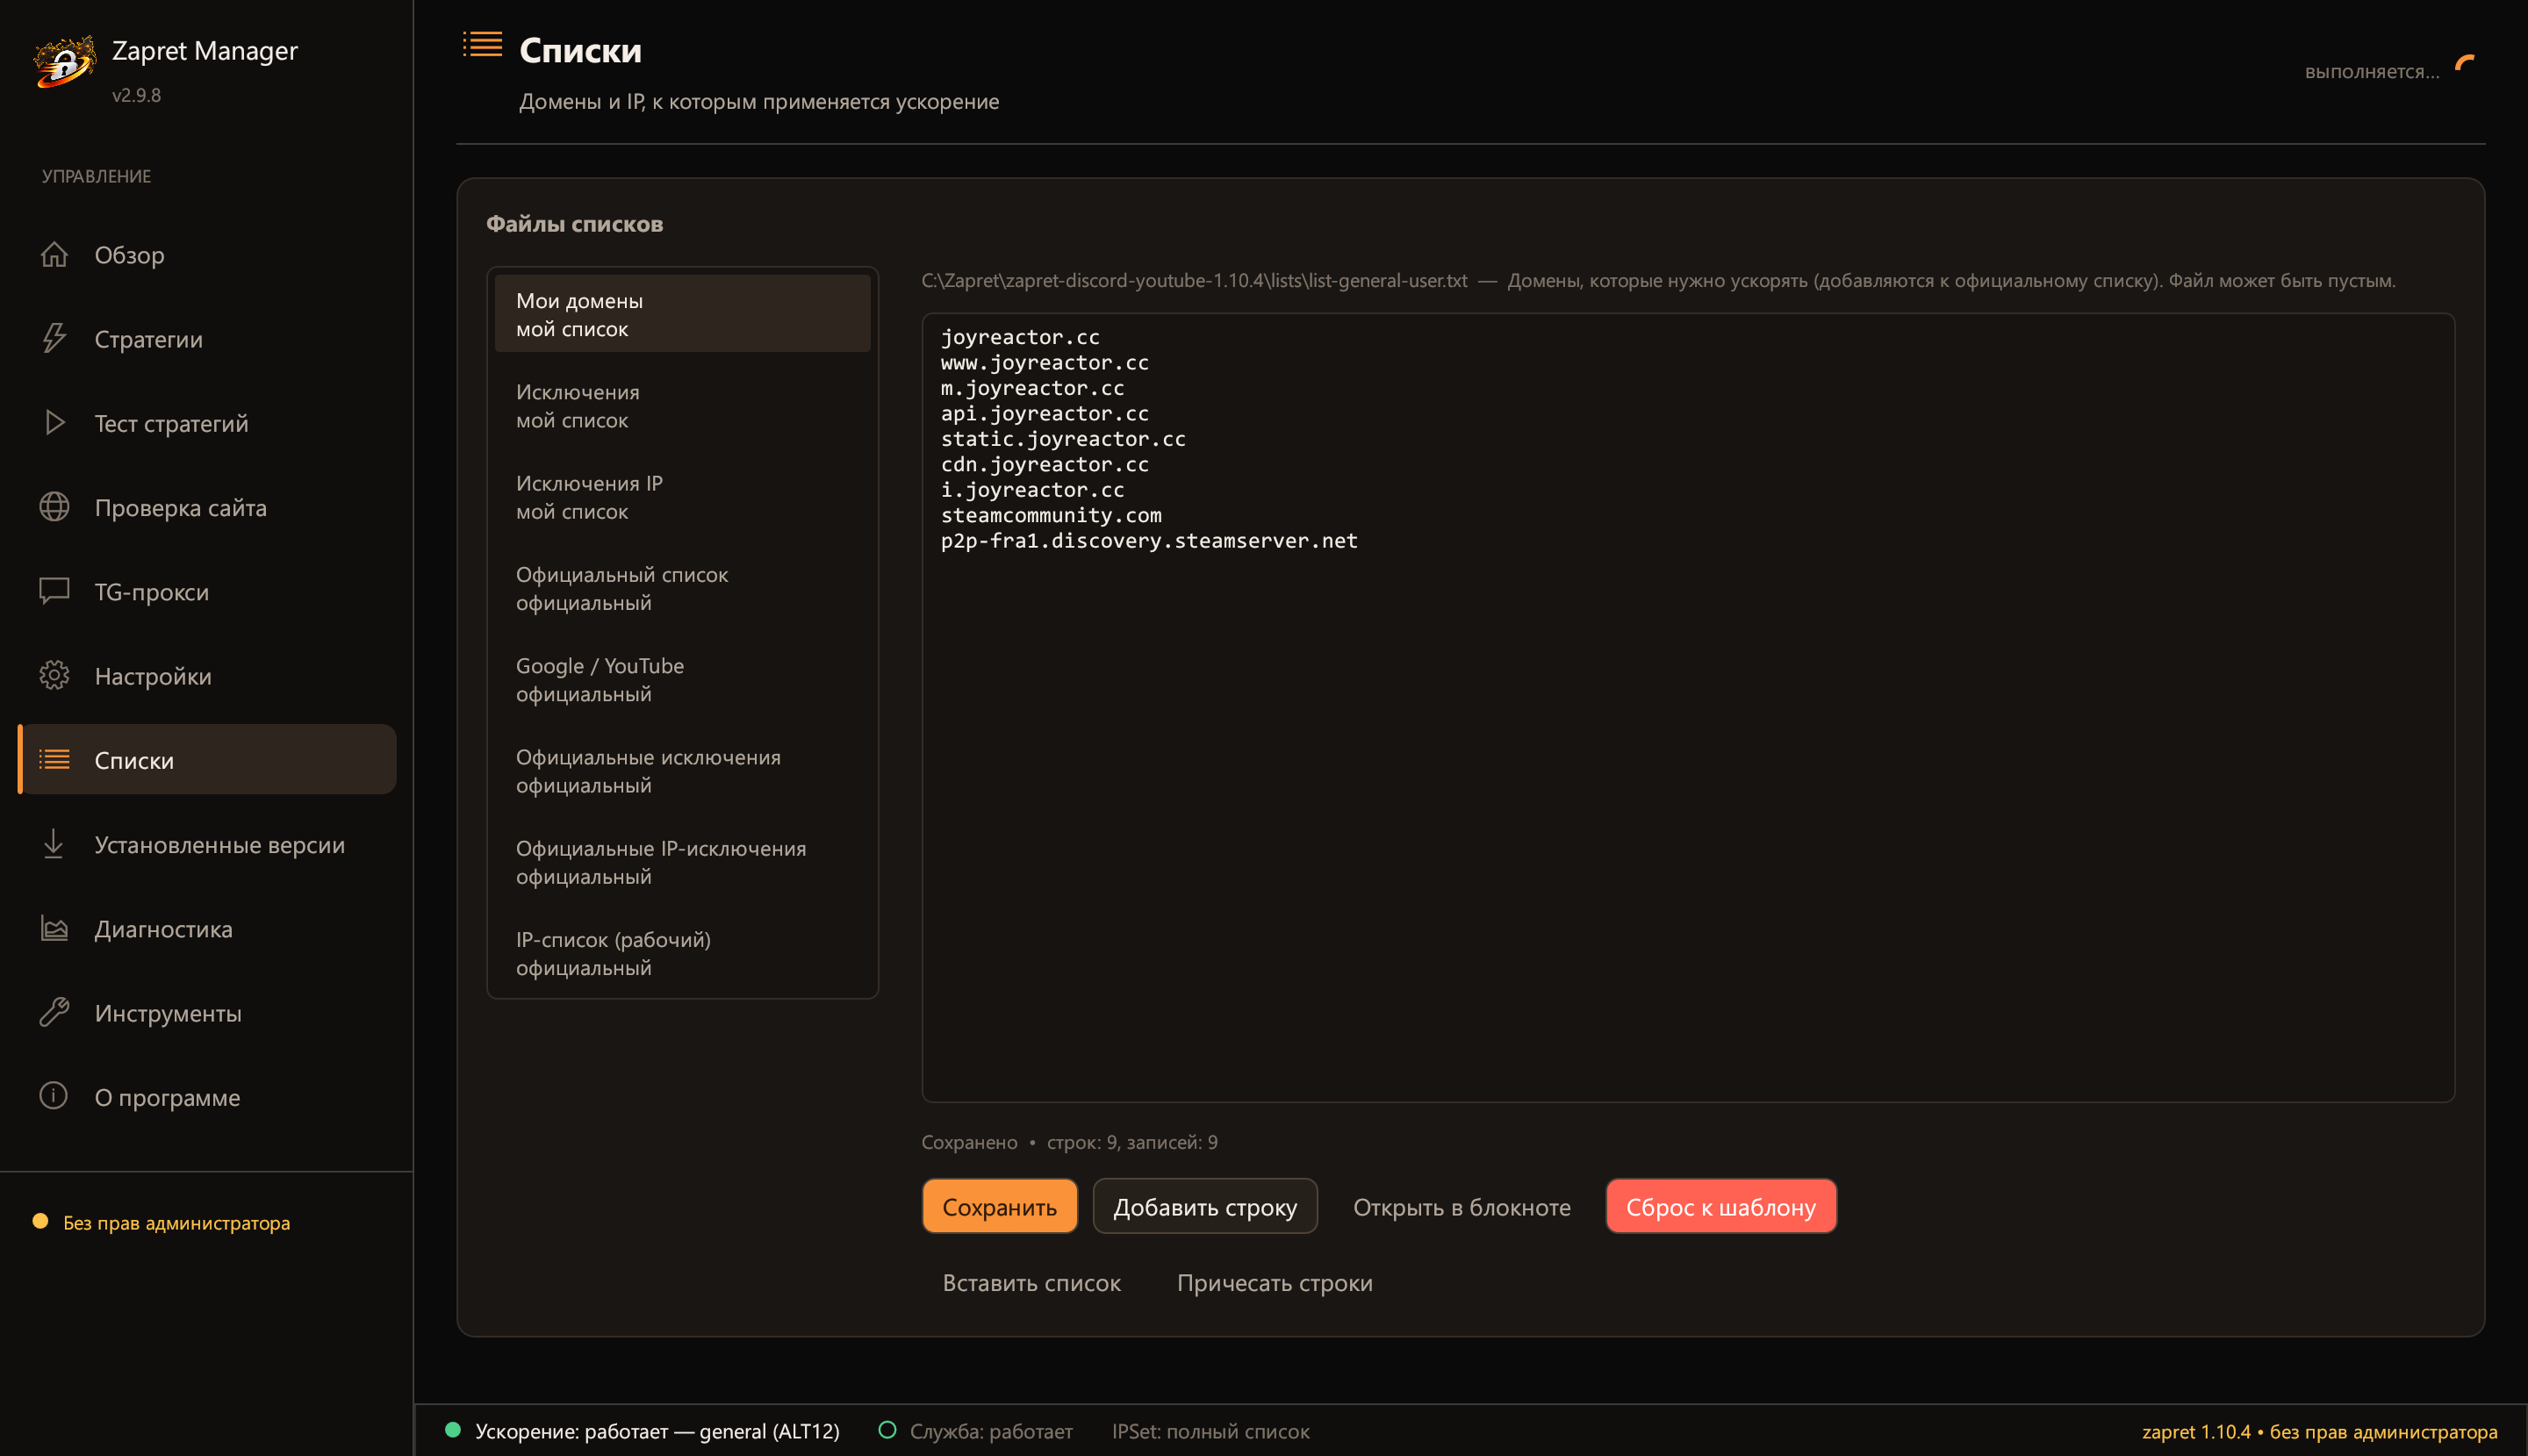 Zapret Manager
v2.9.8
УПРАВЛЕНИЕ
Обзор
Стратегии
Тест стратегий
Проверка сайта
TG-прокси
Настройки
Списки
Установленные версии
Диагностика
Инструменты
О программе
Без прав администратора
Списки
Домены и IP, к которым применяется ускорение
выполняется...
Файлы списков
Мои домены
мой список
Исключения
мой список
Исключения IP
мой список
Официальный список
официальный
Google / YouTube
официальный
Официальные исключения
официальный
Официальные IP-исключения
официальный
IP-список (рабочий)
официальный
C:\Zapret\zapret-discord-youtube-1.10.4\lists\list-general-user.txt — Домены, которые нужно ускорять (добавляются к официальному списку). Файл может быть пустым.
joyreactor.cc
www.joyreactor.cc
m.joyreactor.cc
api.joyreactor.cc
static.joyreactor.cc
cdn.joyreactor.cc
i.joyreactor.cc
steamcommunity.com
p2p-fra1.discovery.steamserver.net
Сохранено • строк: 9, записей: 9
Сохранить
Добавить строку
Открыть в блокноте
Сброс к шаблону
Вставить список
Причесать строки
Ускорение: работает — general (ALT12)
Служба: работает
IPSet: полный список
zapret 1.10.4 • без прав администратора